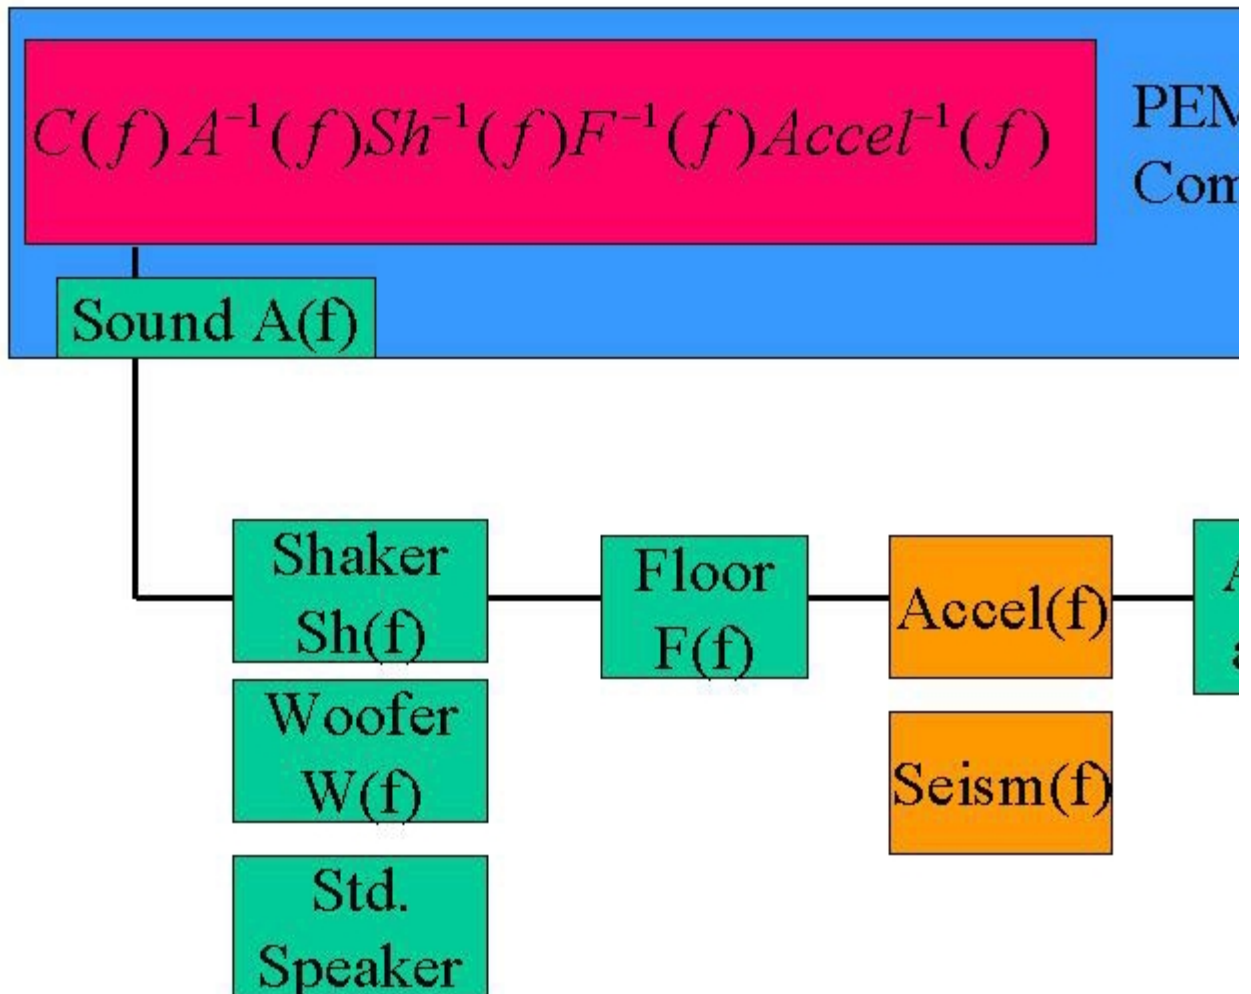 C(f)A⁻¹(f)Sh⁻¹(f)F⁻¹(f)Accel⁻¹(f)
PEM
Com
Sound A(f)
Shaker
Sh(f)
Floor
F(f)
Accel(f)
A
a
Woofer
W(f)
Seism(f)
Std.
Speaker